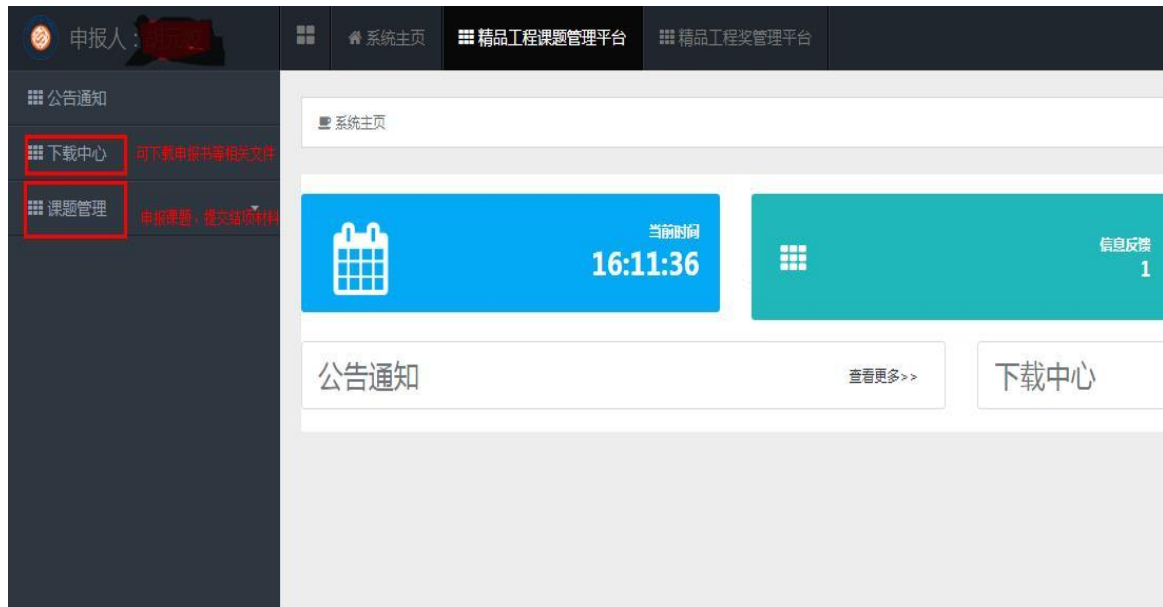 申报人:
系统主页
精品工程课题管理平台
精品工程奖管理平台
公告通知
下载中心
可下载申报书等相关文件
课题管理
申报课题、提交结项材料
系统主页
当前时间
16:11:36
信息反馈
1
公告通知
查看更多>>
下载中心